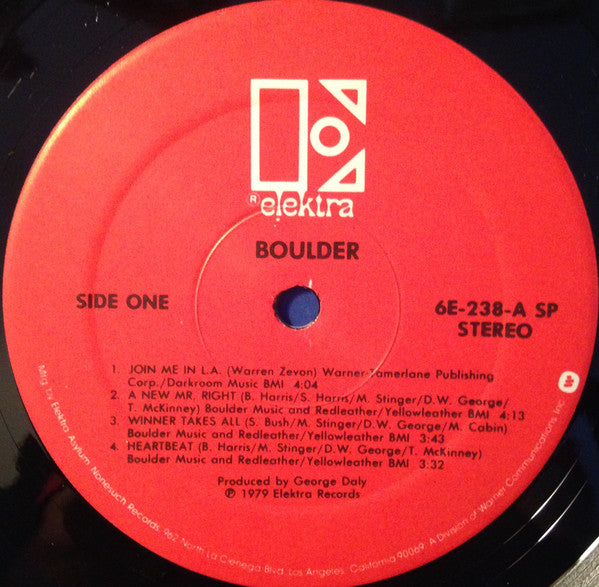 ® elektra
BOULDER
SIDE ONE
6E-238-A SP
STEREO
1. JOIN ME IN L.A. (Warren Zevon) Warner-Tamerlane Publishing
Corp./Darkroom Music BMI 4:04
2. A NEW MR. RIGHT (B. Harris/S. Harris/M. Stinger/D.W. George/
T. McKinney) Boulder Music and Redleather/Yellowleather BMI 4:13
3. WINNER TAKES ALL (S. Bush/M. Stinger/D.W. George/M. Cabin)
Boulder Music and Redleather/Yellowleather BMI 3:43
4. HEARTBEAT (B. Harris/M. Stinger/D.W. George/T. McKinney)
Boulder Music and Redleather/Yellowleather BMI 3:32
Produced by George Daly
℗ 1979 Elektra Records
Mfg. by Elektra/Asylum/Nonesuch Records, 962 North La Cienega Blvd. Los Angeles, California 90069. A Division of Warner Communications, Inc.